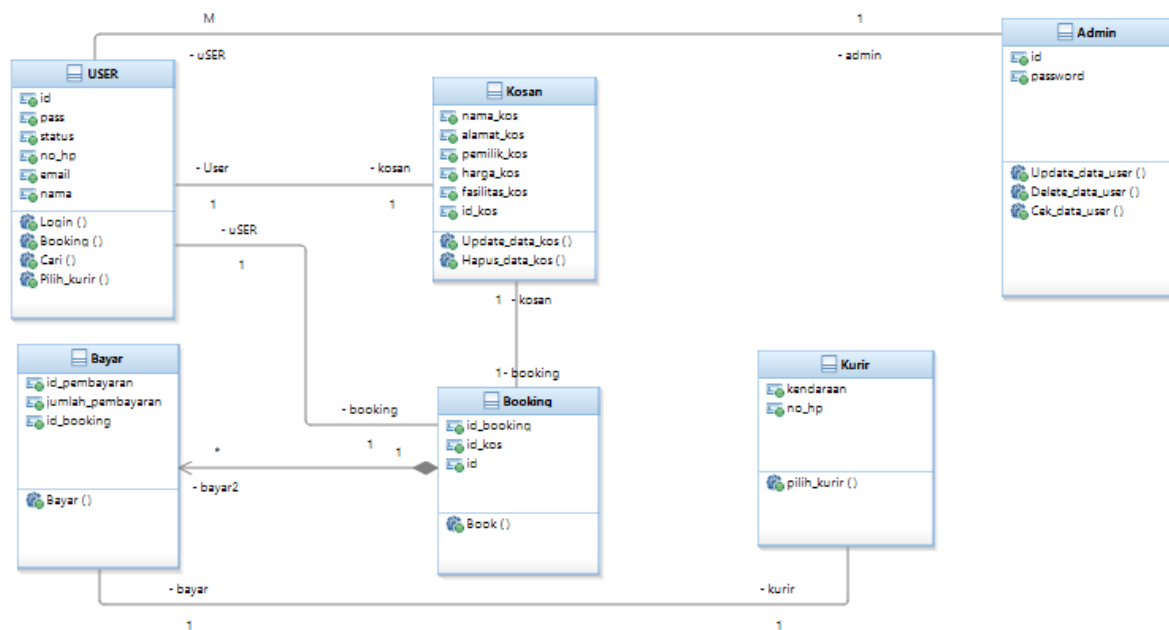 M
1
- uSER
- admin
USER
id
pass
status
no_hp
email
nama
Login ()
Booking ()
Cari ()
Pilih_kurir ()
Kosan
nama_kos
alamat_kos
pemilik_kos
harga_kos
fasilitas_kos
id_kos
Update_data_kos ()
Hapus_data_kos ()
Admin
id
password
Update_data_user ()
Delete_data_user ()
Cek_data_user ()
- User
- kosan
1
1
- uSER
1
1 - kosan
1- booking
- booking
1
1
*
- bayar2
Bayar
id_pembayaran
jumlah_pembayaran
id_booking
Bayar ()
Booking
id_booking
id_kos
id
Book ()
Kurir
kendaraan
no_hp
pilih_kurir ()
- bayar
- kurir
1
1